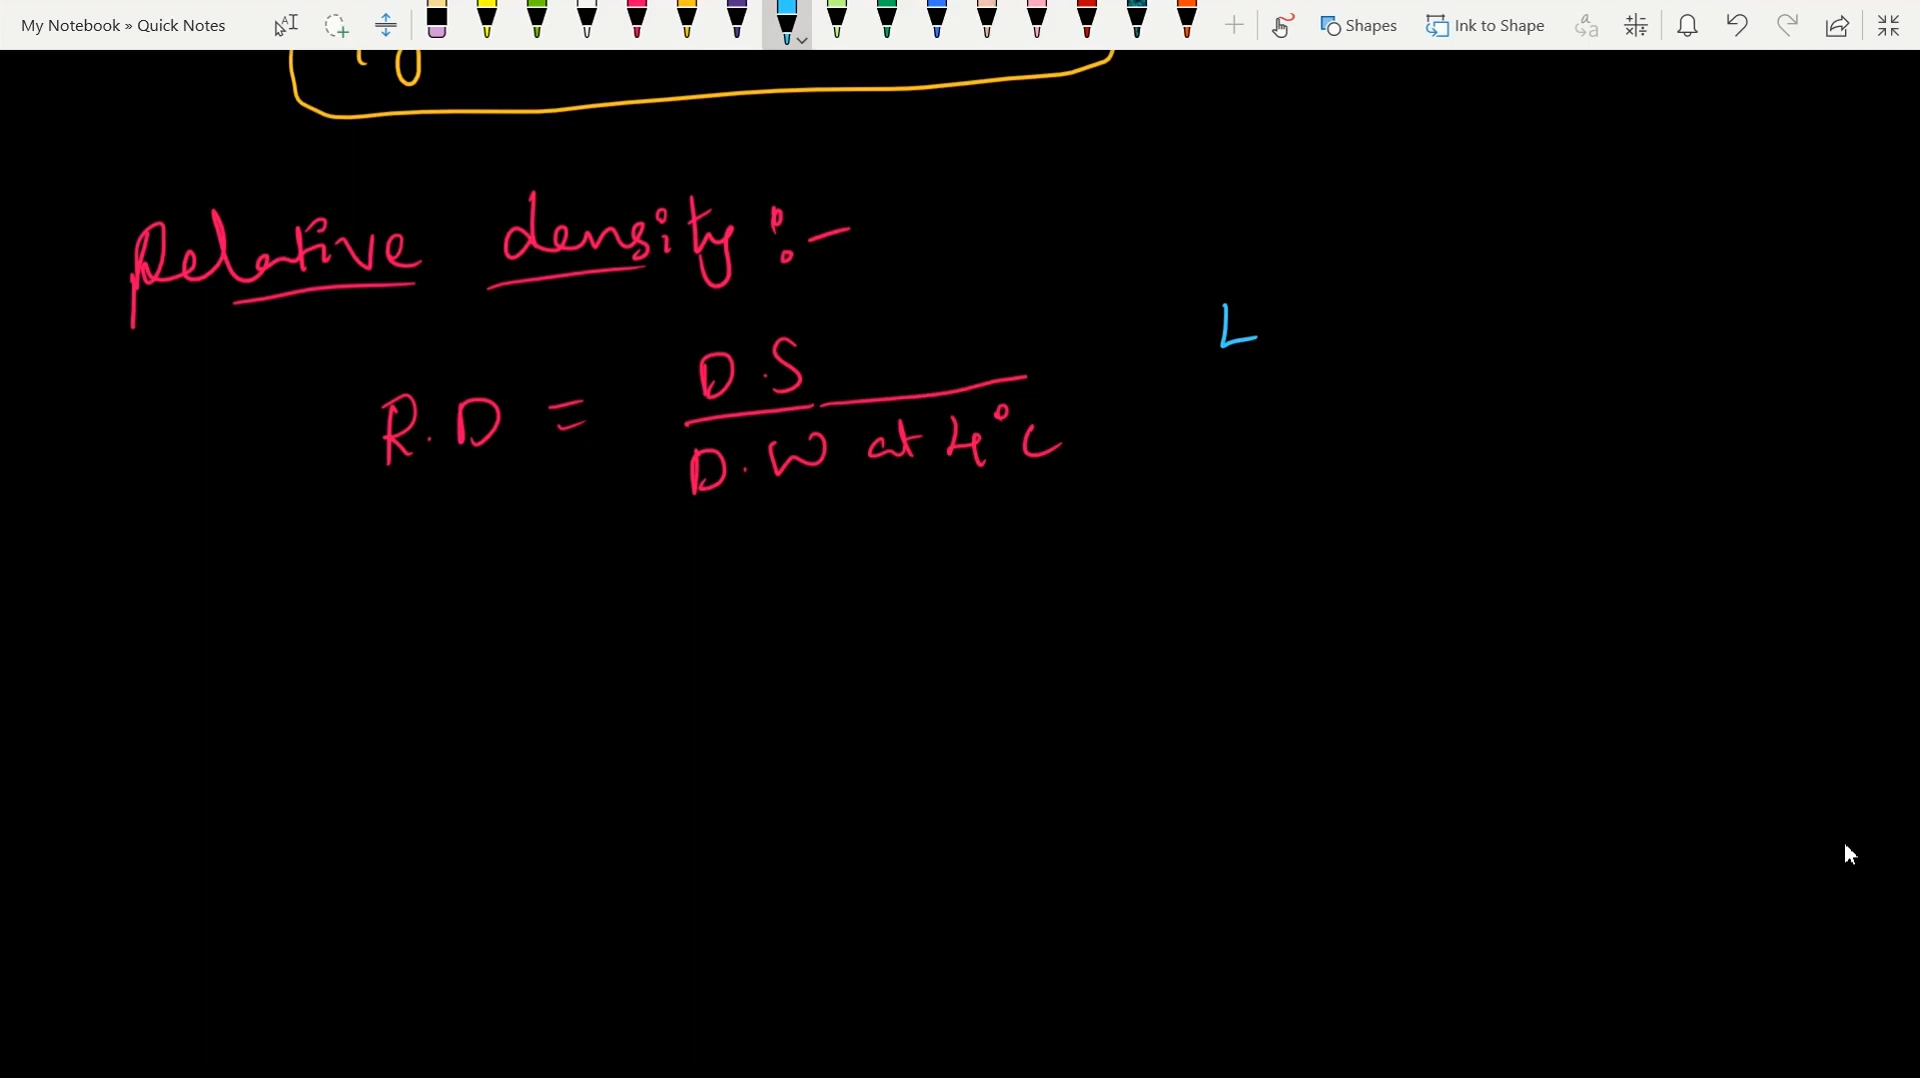 My Notebook » Quick Notes
Shapes
Ink to Shape
Relative density :-
L
R.D = D.S
D.W at 4°C